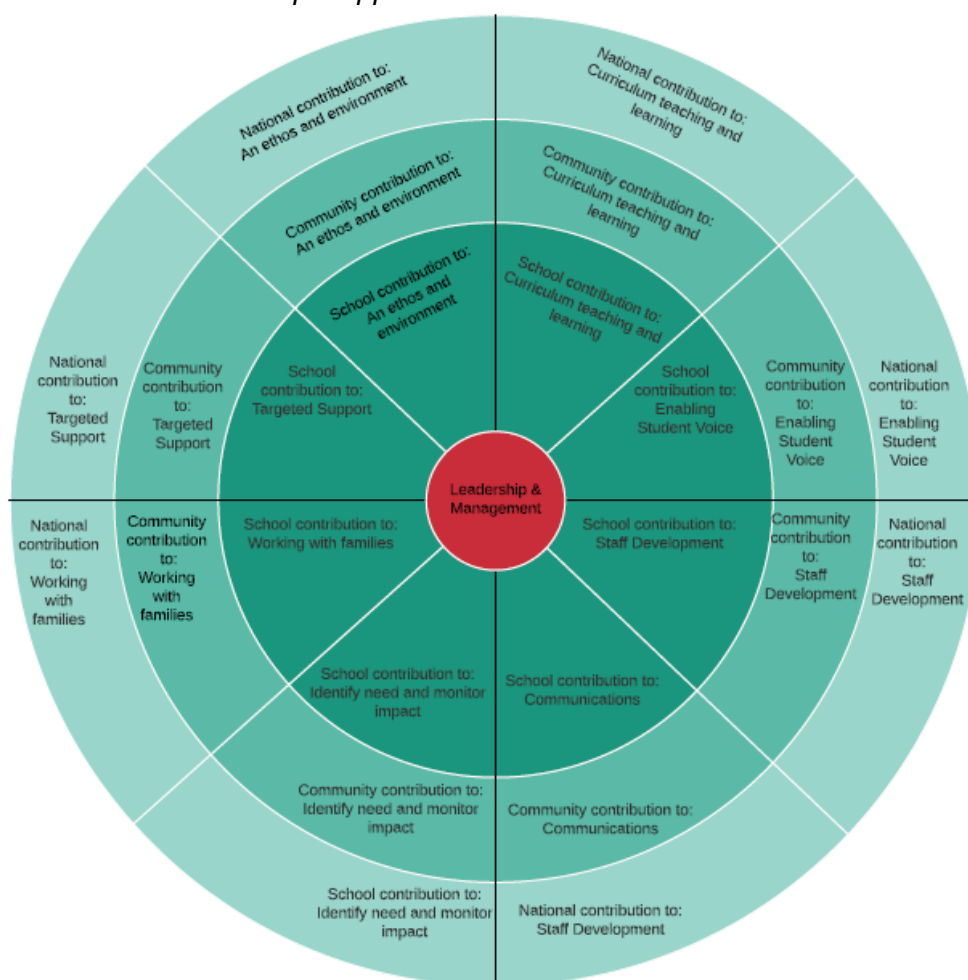 National contribution to:
An ethos and environment
National contribution to:
Curriculum teaching and
learning
Community contribution to:
An ethos and environment
Community contribution to:
Curriculum teaching and
learning
School contribution to:
An ethos and
environment
School contribution to:
Curriculum teaching and
learning
National
contribution
to:
Targeted
Support
Community
contribution
to:
Targeted
Support
School
contribution to:
Targeted Support
School
contribution to:
Enabling
Student Voice
Community
contribution
to:
Enabling
Student
Voice
National
contribution
to:
Enabling
Student
Voice
Leadership &
Management
National
contribution
to:
Working
with
families
Community
contribution
to:
Working
with
families
School contribution to:
Working with families
School contribution to:
Staff Development
Community
contribution
to:
Staff
Development
National
contribution
to:
Staff
Development
School contribution to:
Identify need and monitor
impact
School contribution to:
Communications
Community contribution to:
Identify need and monitor
impact
Community contribution to:
Communications
School contribution to:
Identify need and monitor
impact
National contribution to:
Staff Development